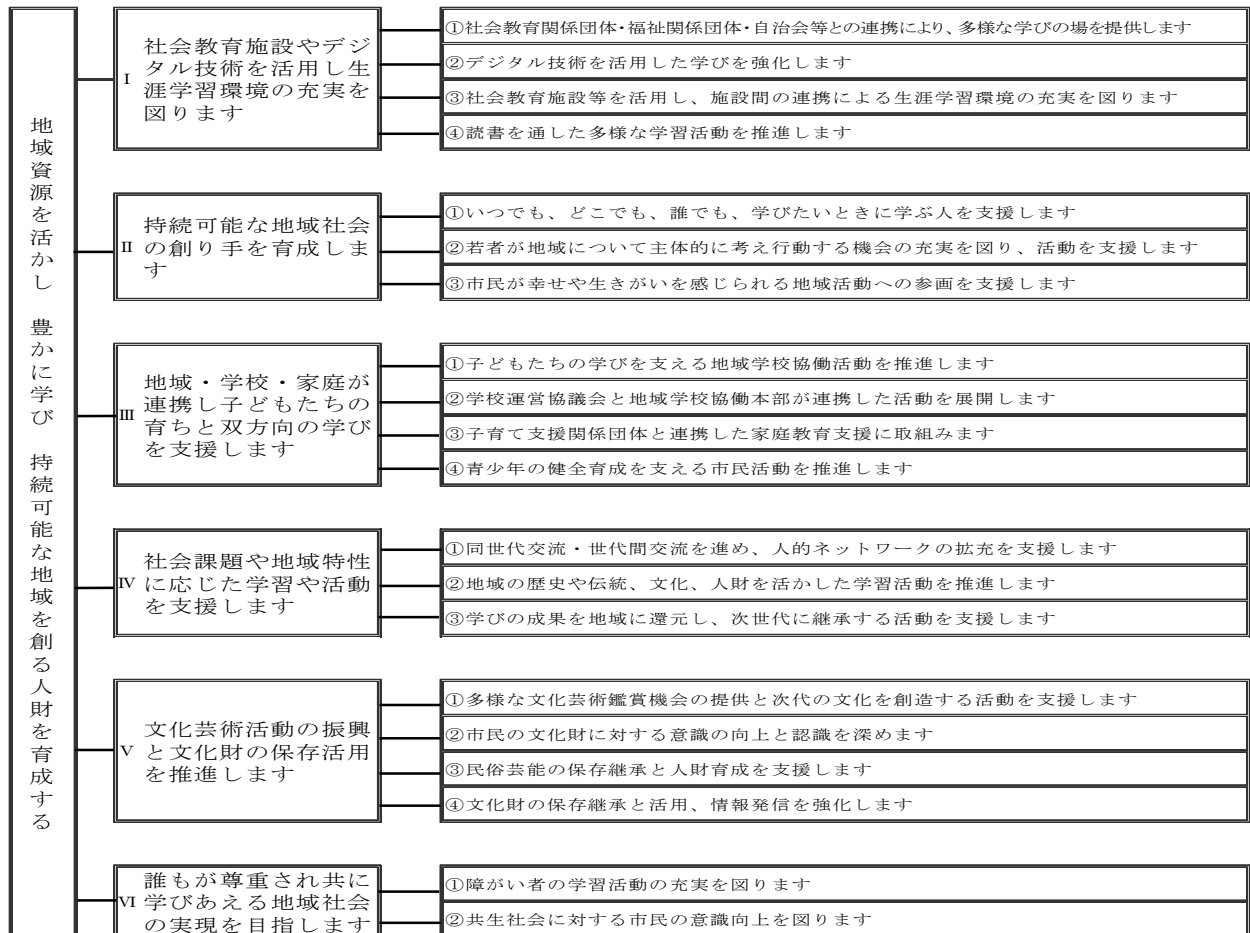 地域資源を活かし 豊かに学び 持続可能な地域を創る人財を育成する
Ⅰ 社会教育施設やデジ
タル技術を活用し生
涯学習環境の充実を
図ります
①社会教育関係団体・福祉関係団体・自治会等との連携により、多様な学びの場を提供します
②デジタル技術を活用した学びを強化します
③社会教育施設等を活用し、施設間の連携による生涯学習環境の充実を図ります
④読書を通した多様な学習活動を推進します
Ⅱ 持続可能な地域社会
の創り手を育成しま
す
①いつでも、どこでも、誰でも、学びたいときに学ぶ人を支援します
②若者が地域について主体的に考え行動する機会の充実を図り、活動を支援します
③市民が幸せや生きがいを感じられる地域活動への参画を支援します
Ⅲ 地域・学校・家庭が
連携し子どもたちの
育ちと双方向の学び
を支援します
①子どもたちの学びを支える地域学校協働活動を推進します
②学校運営協議会と地域学校協働本部が連携した活動を展開します
③子育て支援関係団体と連携した家庭教育支援に取組みます
④青少年の健全育成を支える市民活動を推進します
Ⅳ 社会課題や地域特性
に応じた学習や活動
を支援します
①同世代交流・世代間交流を進め、人的ネットワークの拡充を支援します
②地域の歴史や伝統、文化、人財を活かした学習活動を推進します
③学びの成果を地域に還元し、次世代に継承する活動を支援します
Ⅴ 文化芸術活動の振興
と文化財の保存活用
を推進します
①多様な文化芸術鑑賞機会の提供と次代の文化を創造する活動を支援します
②市民の文化財に対する意識の向上と認識を深めます
③民俗芸能の保存継承と人財育成を支援します
④文化財の保存継承と活用、情報発信を強化します
Ⅵ 誰もが尊重され共に
学びあえる地域社会
の実現を目指します
①障がい者の学習活動の充実を図ります
②共生社会に対する市民の意識向上を図ります